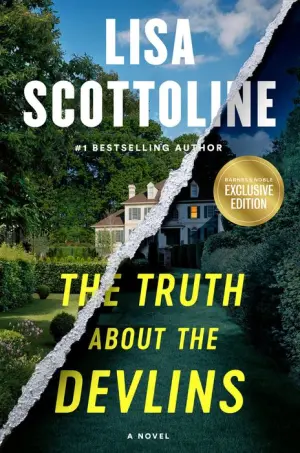 LISA
SCOTTOLINE
#1 BESTSELLING AUTHOR
BARNES & NOBLE
EXCLUSIVE
EDITION
THE TRUTH
ABOUT THE
DEVLINS
A NOVEL